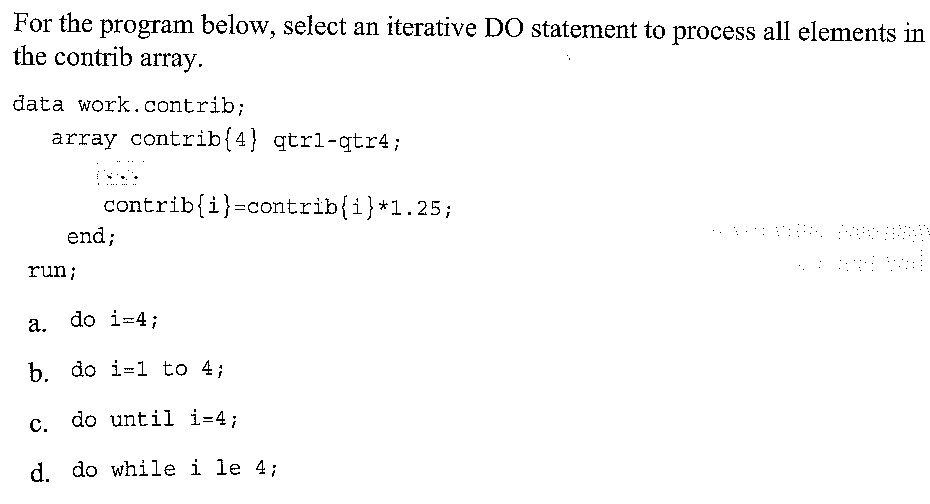 For the program below, select an iterative DO statement to process all elements in
the contrib array.
data work.contrib;
array contrib{4} qtr1-qtr4;
...
contrib{i}=contrib{i}*1.25;
end;
run;
a. do i=4;
b. do i=1 to 4;
c. do until i=4;
d. do while i le 4;